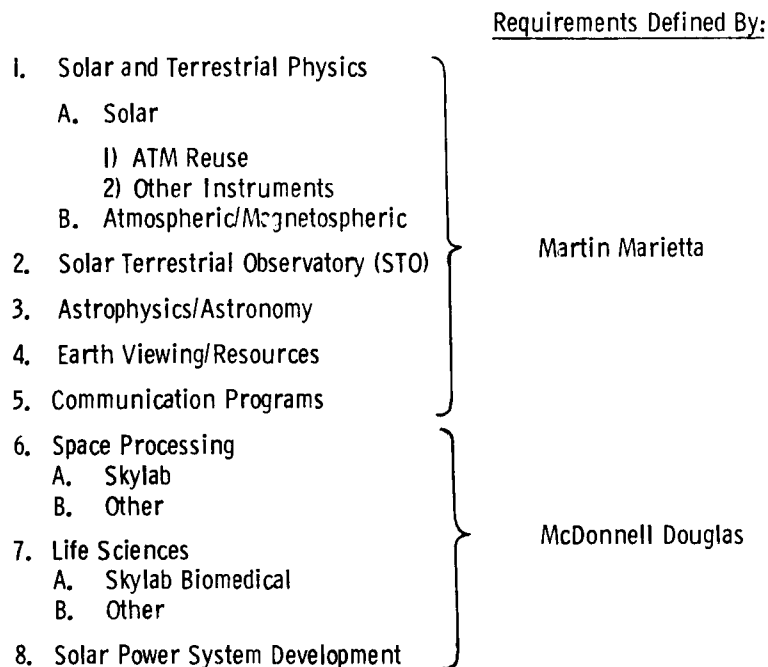 Requirements Defined By:
1. Solar and Terrestrial Physics
A. Solar
1) ATM Reuse
2) Other Instruments
B. Atmospheric/Magnetospheric
2. Solar Terrestrial Observatory (STO)
Martin Marietta
3. Astrophysics/Astronomy
4. Earth Viewing/Resources
5. Communication Programs
6. Space Processing
A. Skylab
B. Other
McDonnell Douglas
7. Life Sciences
A. Skylab Biomedical
B. Other
8. Solar Power System Development